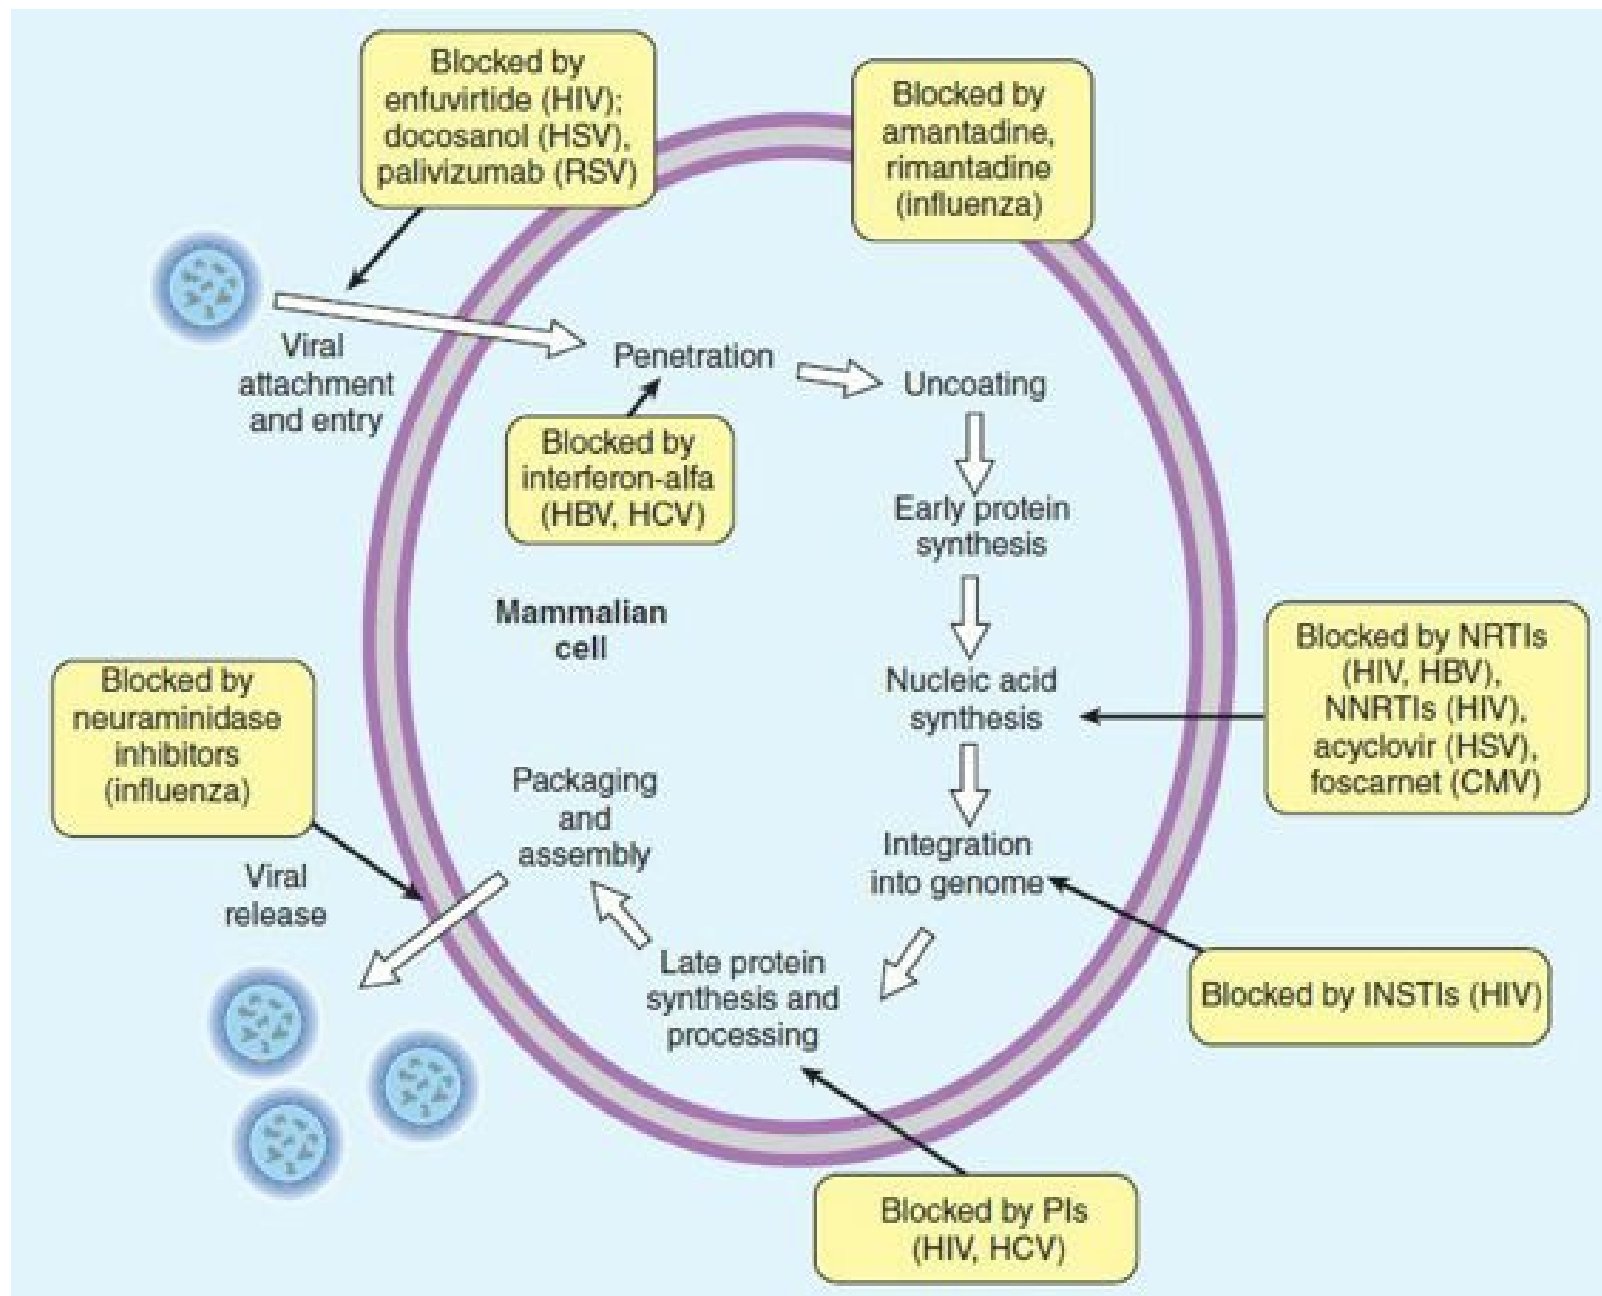 Blocked by
enfuvirtide (HIV);
docosanol (HSV),
palivizumab (RSV)
Blocked by
amantadine,
rimantadine
(influenza)
Viral
attachment
and entry
Penetration
Uncoating
Blocked by
interferon-alfa
(HBV, HCV)
Early protein
synthesis
Mammalian
cell
Nucleic acid
synthesis
Blocked by NRTIs
(HIV, HBV),
NNRTIs (HIV),
acyclovir (HSV),
foscarnet (CMV)
Blocked by
neuraminidase
inhibitors
(influenza)
Packaging
and
assembly
Integration
into genome
Viral
release
Late protein
synthesis and
processing
Blocked by INSTIs (HIV)
Blocked by PIs
(HIV, HCV)